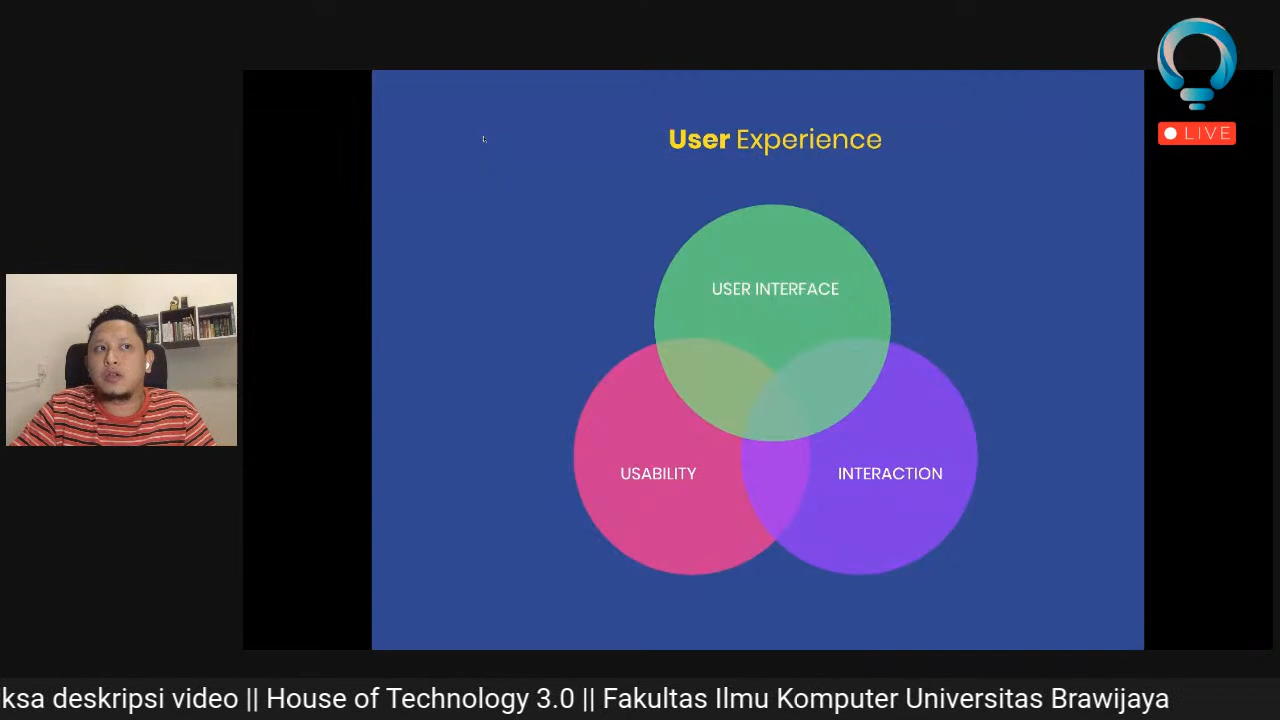 LIVE
User Experience
USER INTERFACE
USABILITY
INTERACTION
ksa deskripsi video || House of Technology 3.0 || Fakultas Ilmu Komputer Universitas Brawijaya